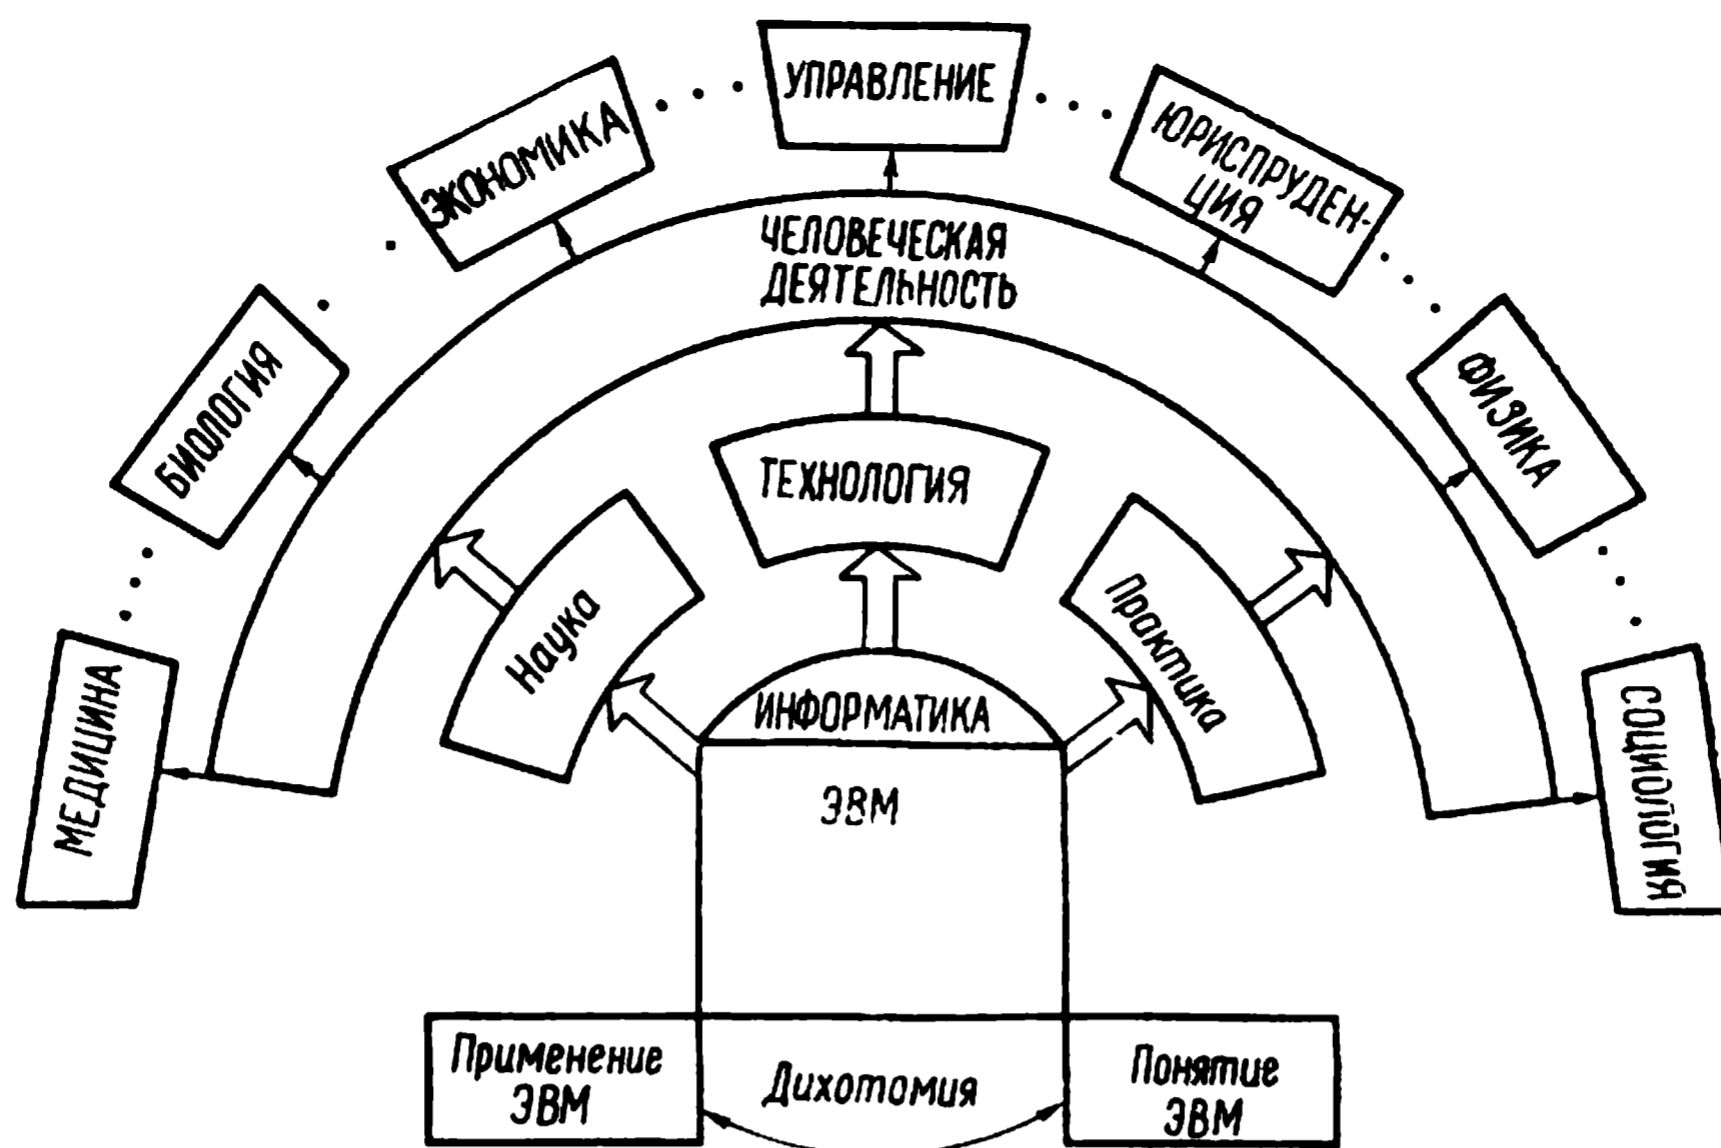 УПРАВЛЕНИЕ
ЭКОНОМИКА
ЮРИСПРУДЕН-
ЦИЯ
ЧЕЛОВЕЧЕСКАЯ
ДЕЯТЕЛЬНОСТЬ
БИОЛОГИЯ
ФИЗИКА
ТЕХНОЛОГИЯ
Наука
Практика
МЕДИЦИНА
ИНФОРМАТИКА
СОЦИОЛОГИЯ
ЭВМ
Применение
ЭВМ
Дихотомия
Понятие
ЭВМ